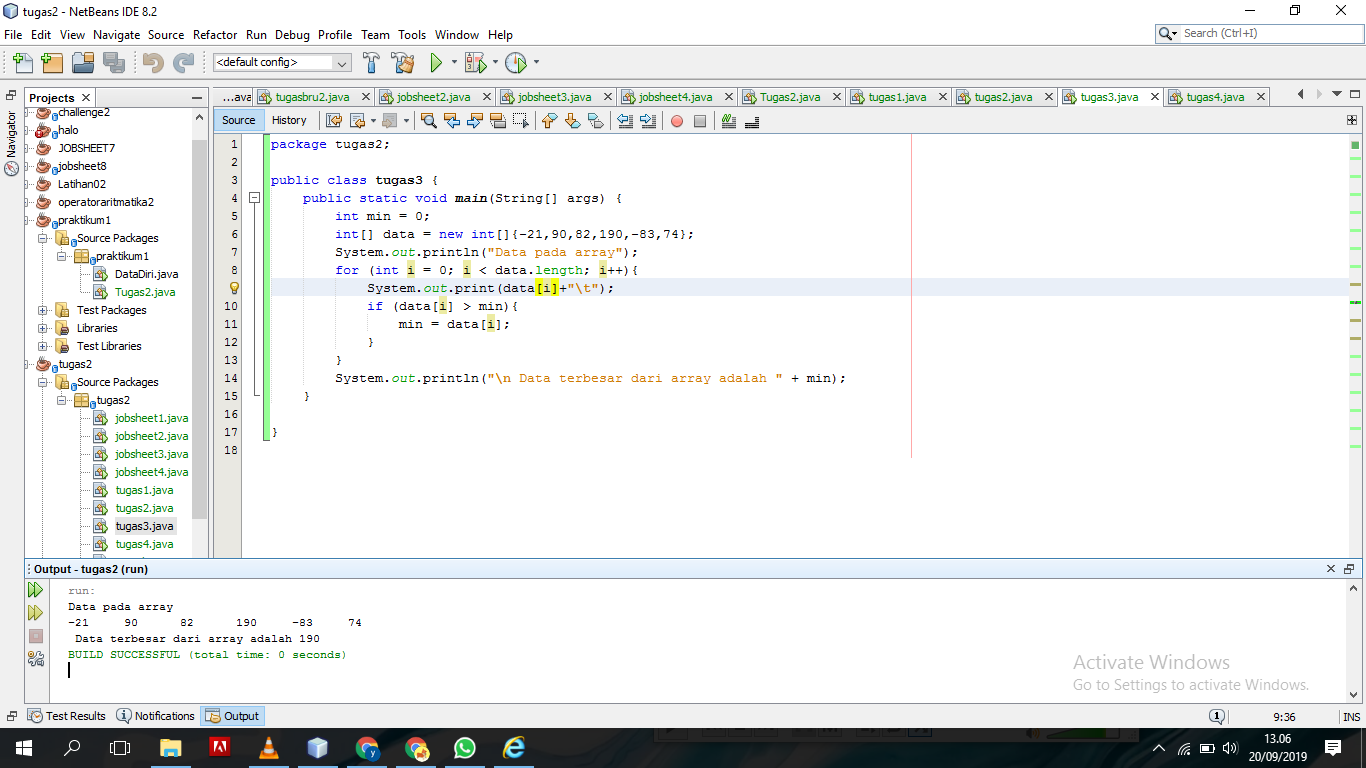 tugas2 - NetBeans IDE 8.2
File Edit View Navigate Source Refactor Run Debug Profile Team Tools Window Help
Search (Ctrl+I)
<default config>
Navigator
Projects
challenge2
halo
JOBSHEET7
jobsheet8
Latihan02
operatoraritmatika2
praktikum1
Source Packages
praktikum1
DataDiri.java
Tugas2.java
Test Packages
Libraries
Test Libraries
tugas2
Source Packages
tugas2
jobsheet1.java
jobsheet2.java
jobsheet3.java
jobsheet4.java
tugas1.java
tugas2.java
tugas3.java
tugas4.java
...ava tugasbru2.java jobsheet2.java jobsheet3.java jobsheet4.java Tugas2.java tugas1.java tugas2.java tugas3.java tugas4.java
Source History
1 package tugas2;
2
3 public class tugas3 {
4 public static void main(String[] args) {
5 int min = 0;
6 int[] data = new int[]{-21,90,82,190,-83,74};
7 System.out.println("Data pada array");
8 for (int i = 0; i < data.length; i++){
System.out.print(data[i]+"\t");
10 if (data[i] > min){
11 min = data[i];
12 }
13 }
14 System.out.println("\n Data terbesar dari array adalah " + min);
15 }
16
17 }
18
Output - tugas2 (run)
run:
Data pada array
-21 90 82 190 -83 74
Data terbesar dari array adalah 190
BUILD SUCCESSFUL (total time: 0 seconds)
Activate Windows
Go to Settings to activate Windows.
Test Results Notifications Output
1 9:36 INS
13.06
20/09/2019